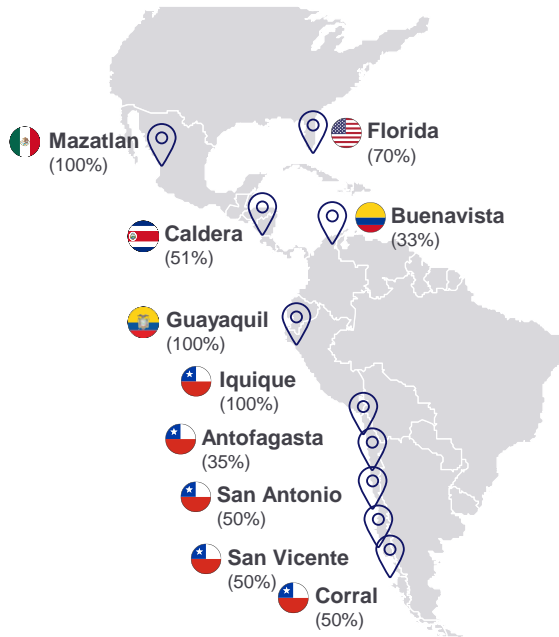 Mazatlan
(100%)
Florida
(70%)
Buenavista
(33%)
Caldera
(51%)
Guayaquil
(100%)
Iquique
(100%)
Antofagasta
(35%)
San Antonio
(50%)
San Vicente
(50%)
Corral
(50%)